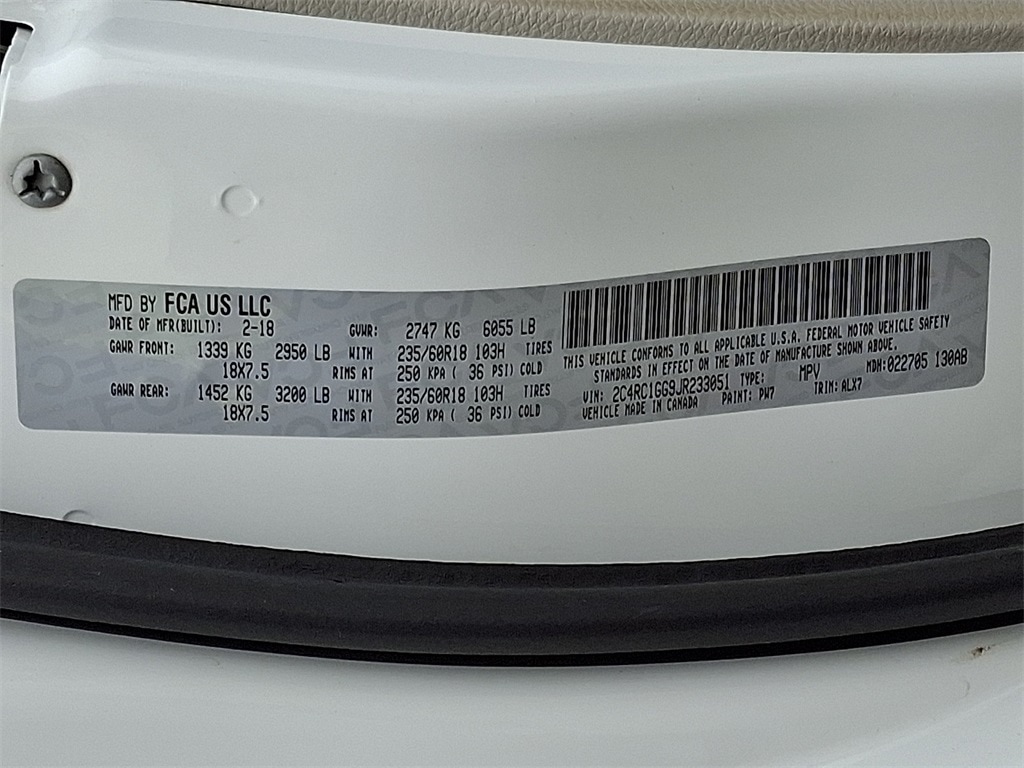 MFD BY FCA US LLC
DATE OF MFR(BUILT): 2-18 GVWR: 2747 KG 6055 LB
GAWR FRONT: 1339 KG 2950 LB WITH 235/60R18 103H TIRES
18X7.5 RIMS AT 250 KPA ( 36 PSI) COLD
GAWR REAR: 1452 KG 3200 LB WITH 235/60R18 103H TIRES
18X7.5 RIMS AT 250 KPA ( 36 PSI) COLD
THIS VEHICLE CONFORMS TO ALL APPLICABLE U.S.A. FEDERAL MOTOR VEHICLE SAFETY
STANDARDS IN EFFECT ON THE DATE OF MANUFACTURE SHOWN ABOVE.
VIN: 2C4RC1GG9JR233051 TYPE: MPV MDH:022705 130AB
VEHICLE MADE IN CANADA PAINT: PW7 TRIM: ALX7